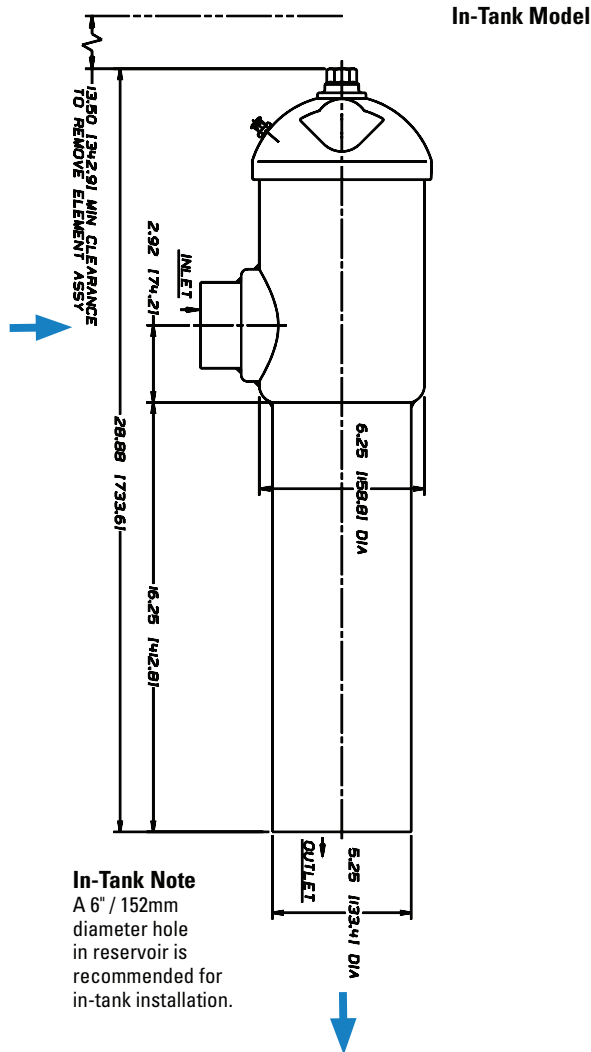 In-Tank Model
13.50 [342.9] MIN CLEARANCE
TO REMOVE ELEMENT ASSY
2.92 [74.2]
INLET
28.88 [733.6]
6.25 [158.8] DIA
16.25 [412.8]
OUTLET
5.25 [133.4] DIA
In-Tank Note
A 6" / 152mm
diameter hole
in reservoir is
recommended for
in-tank installation.